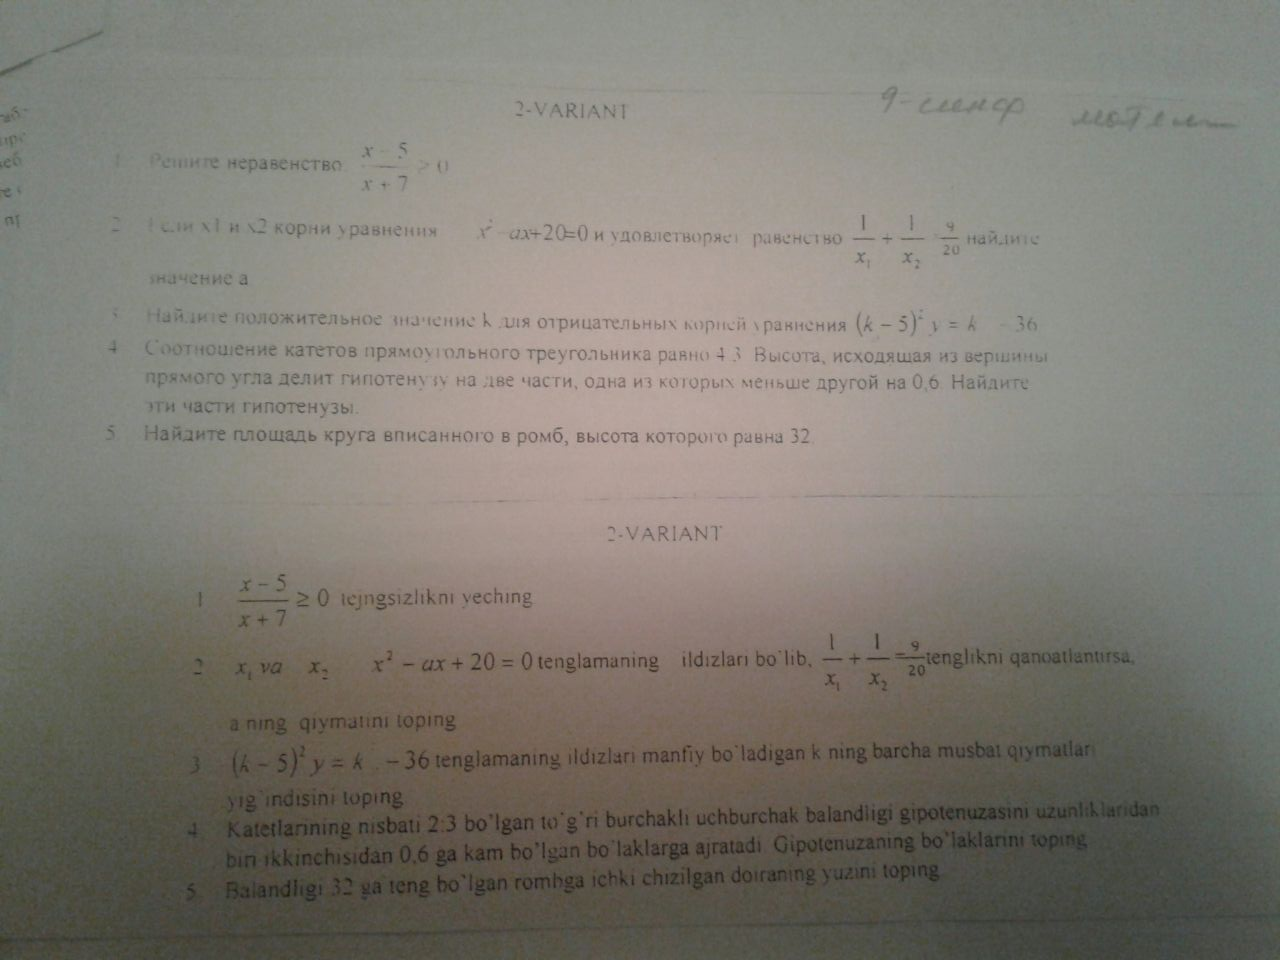 2-VARIANT
9-синф матем
1 Решите неравенство x - 5 / x + 7 ≥ 0
2 Если x1 и x2 корни уравнения x² - ax+20=0 и удовлетворяет равенство 1/x₁ + 1/x₂ 9/20 найдите
значение a
3 Найдите положительное значение k для отрицательных корней уравнения (k - 5)² y = k - 36
4 Соотношение катетов прямоугольного треугольника равно 4:3. Высота, исходящая из вершины
прямого угла делит гипотенузу на две части, одна из которых меньше другой на 0,6. Найдите
эти части гипотенузы.
5. Найдите площадь круга вписанного в ромб, высота которого равна 32.
2-VARIANT
1 x - 5 / x + 7 ≥ 0 tejngsizlikni yeching
2 x₁ va x₂ x² - ax + 20 = 0 tenglamaning ildizlari bo`lib, 1/x₁ + 1/x₂ = 9/20 tenglikni qanoatlantirsa,
a ning qiymatini toping
3 (k - 5)² y = k - 36 tenglamaning ildizlari manfiy bo`ladigan k ning barcha musbat qiymatlari
yig`indisini toping
4 Katetlarining nisbati 2:3 bo'lgan to`g`ri burchakli uchburchak balandligi gipotenuzasini uzunliklaridan
biri ikkinchisidan 0,6 ga kam bo'lgan bo`laklarga ajratadi. Gipotenuzaning bo'laklarini toping
5. Balandligi 32 ga teng bo`lgan rombga ichki chizilgan doiraning yuzini toping